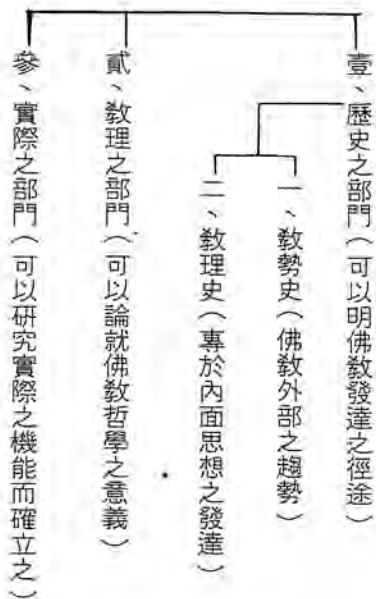 壹、歷史之部門（可以明佛教發達之徑途）
一、教勢史（佛教外部之趨勢）
二、教理史（專於內面思想之發達）
貳、教理之部門（可以論就佛教哲學之意義）
參、實際之部門（可以研究實際之機能而確立之）